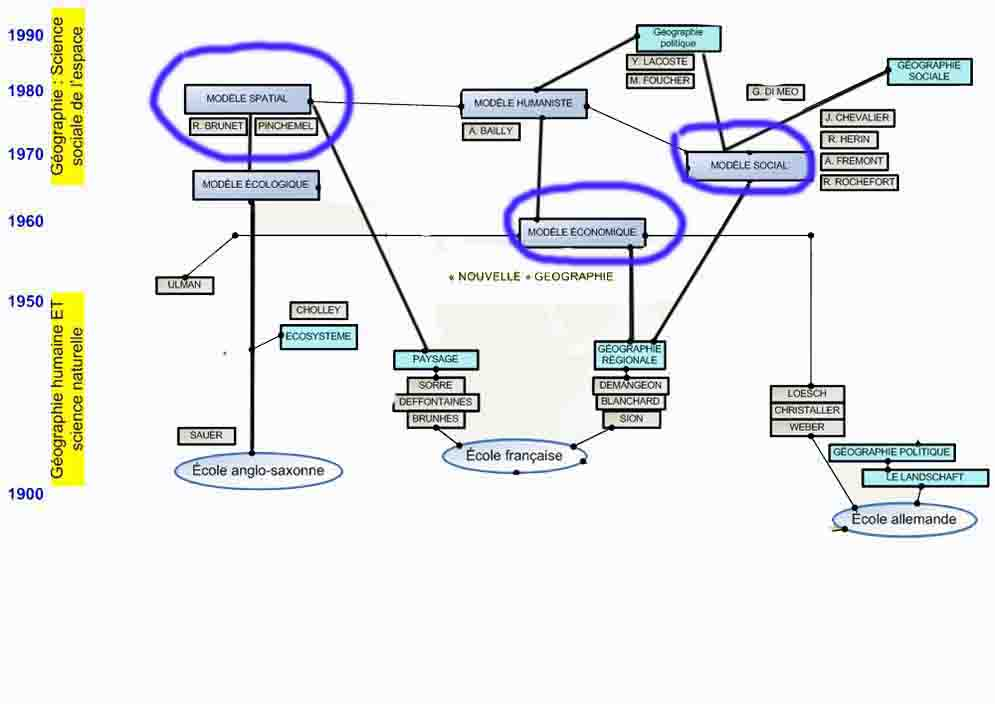 1990
1980
1970
1960
1950
1900
Géographie : Science
sociale de l'espace
Géographie humaine ET
science naturelle
Géographie
politique
Y. LACOSTE
M. FOUCHER
GÉOGRAPHIE
SOCIALE
G. DI MEO
MODÈLE SPATIAL
R. BRUNET
PINCHEMEL
MODÈLE HUMANISTE
A. BAILLY
J. CHEVALIER
R. HERIN
A. FREMONT
R. ROCHEFORT
MODÈLE SOCIAL
MODÈLE ÉCOLOGIQUE
MODÈLE ÉCONOMIQUE
« NOUVELLE » GEOGRAPHIE
ULMAN
CHOLLEY
ECOSYSTEME
PAYSAGE
SORRE
DEFFONTAINES
BRUNHES
GÉOGRAPHIE
RÉGIONALE
DEMANGEON
BLANCHARD
SION
LOESCH
CHRISTALLER
WEBER
SAUER
École anglo-saxonne
École française
GÉOGRAPHIE POLITIQUE
LE LANDSCHAFT
École allemande